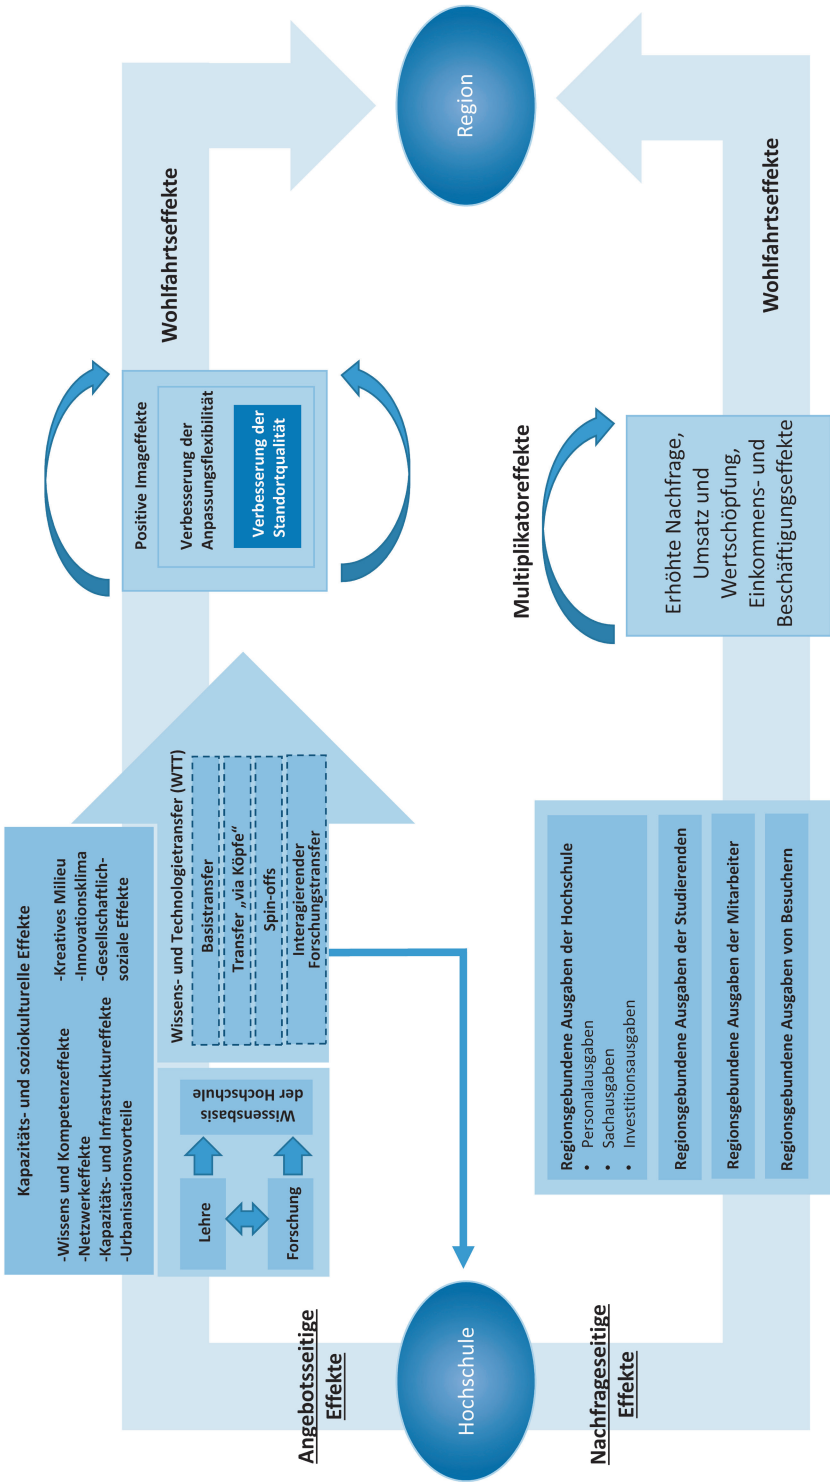 Kapazitäts- und soziokulturelle Effekte
-Wissens und Kompetenzeffekte
-Netzwerkeffekte
-Kapazitäts- und Infrastruktureffekte
-Urbanisationsvorteile
-Kreatives Milieu
-Innovationsklima
-Gesellschaftlich-
soziale Effekte
Lehre
Forschung
Wissensbasis
der Hochschule
Wissens- und Technologietransfer (WTT)
Basistransfer
Transfer „via Köpfe“
Spin-offs
Interagierender
Forschungstransfer
Positive Imageffekte
Verbesserung der
Anpassungsflexibilität
Verbesserung der
Standortqualität
Wohlfahrtseffekte
Angebotsseitige
Effekte
Hochschule
Region
Nachfrageseitige
Effekte
Regionsgebundene Ausgaben der Hochschule
• Personalausgaben
• Sachausgaben
• Investitionsausgaben
Regionsgebundene Ausgaben der Studierenden
Regionsgebundene Ausgaben der Mitarbeiter
Regionsgebundene Ausgaben von Besuchern
Multiplikatoreffekte
Erhöhte Nachfrage,
Umsatz und
Wertschöpfung,
Einkommens- und
Beschäftigungseffekte
Wohlfahrtseffekte